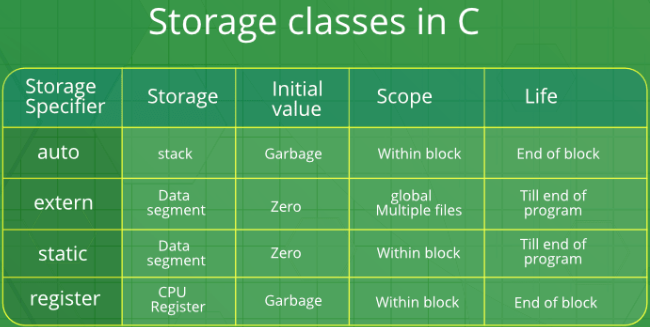 Storage classes in C
Storage Specifier Storage Initial value Scope Life
auto stack Garbage Within block End of block
extern Data segment Zero global Multiple files Till end of program
static Data segment Zero Within block Till end of program
register CPU Register Garbage Within block End of block